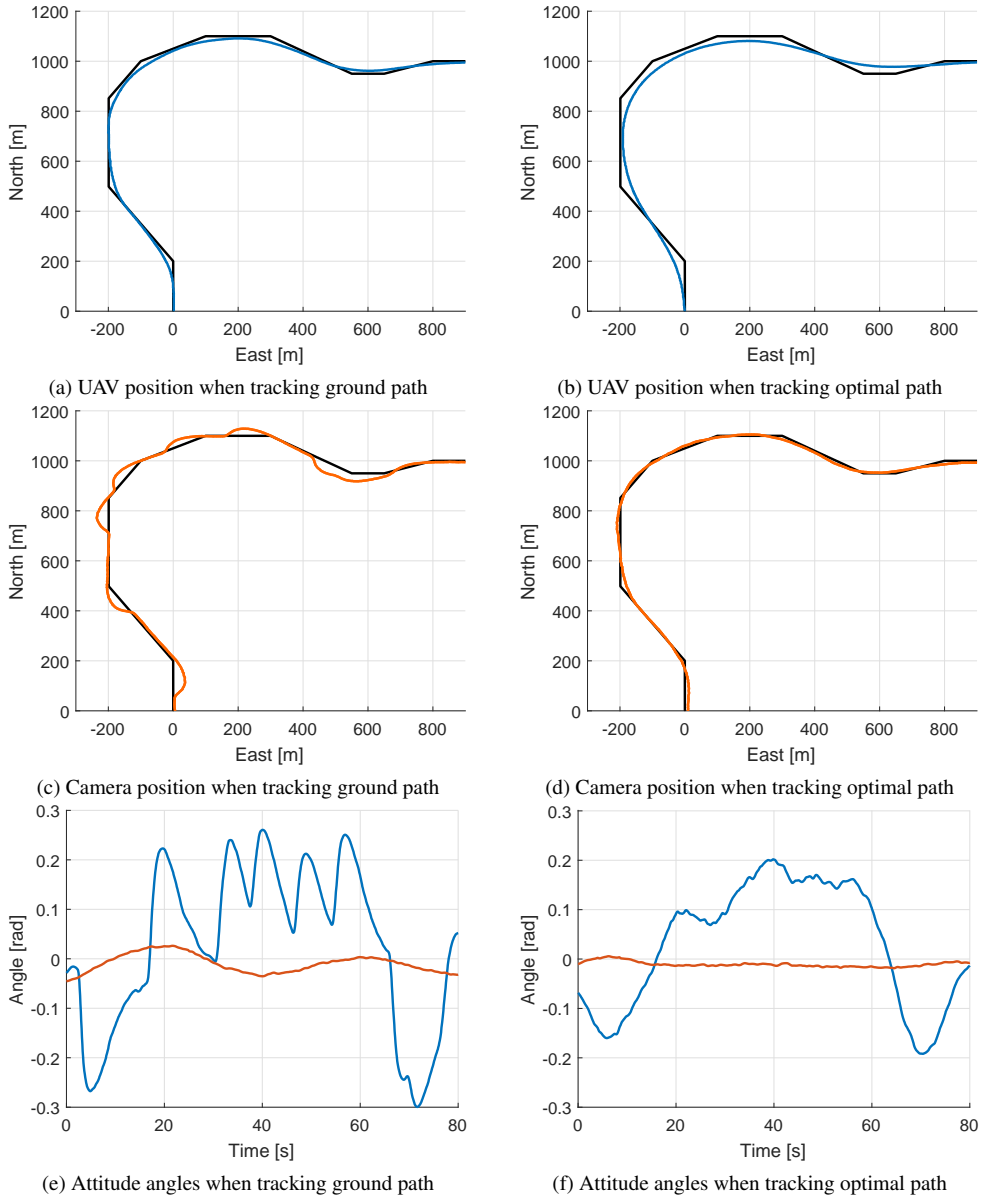 1200
1000
800
600
400
200
0
North [m]
-200 0 200 400 600 800
East [m]
(a) UAV position when tracking ground path
1200
1000
800
600
400
200
0
North [m]
-200 0 200 400 600 800
East [m]
(b) UAV position when tracking optimal path
1200
1000
800
600
400
200
0
North [m]
-200 0 200 400 600 800
East [m]
(c) Camera position when tracking ground path
1200
1000
800
600
400
200
0
North [m]
-200 0 200 400 600 800
East [m]
(d) Camera position when tracking optimal path
0.3
0.2
0.1
0
-0.1
-0.2
-0.3
Angle [rad]
0 20 40 60 80
Time [s]
(e) Attitude angles when tracking ground path
0.3
0.2
0.1
0
-0.1
-0.2
-0.3
Angle [rad]
0 20 40 60 80
Time [s]
(f) Attitude angles when tracking optimal path